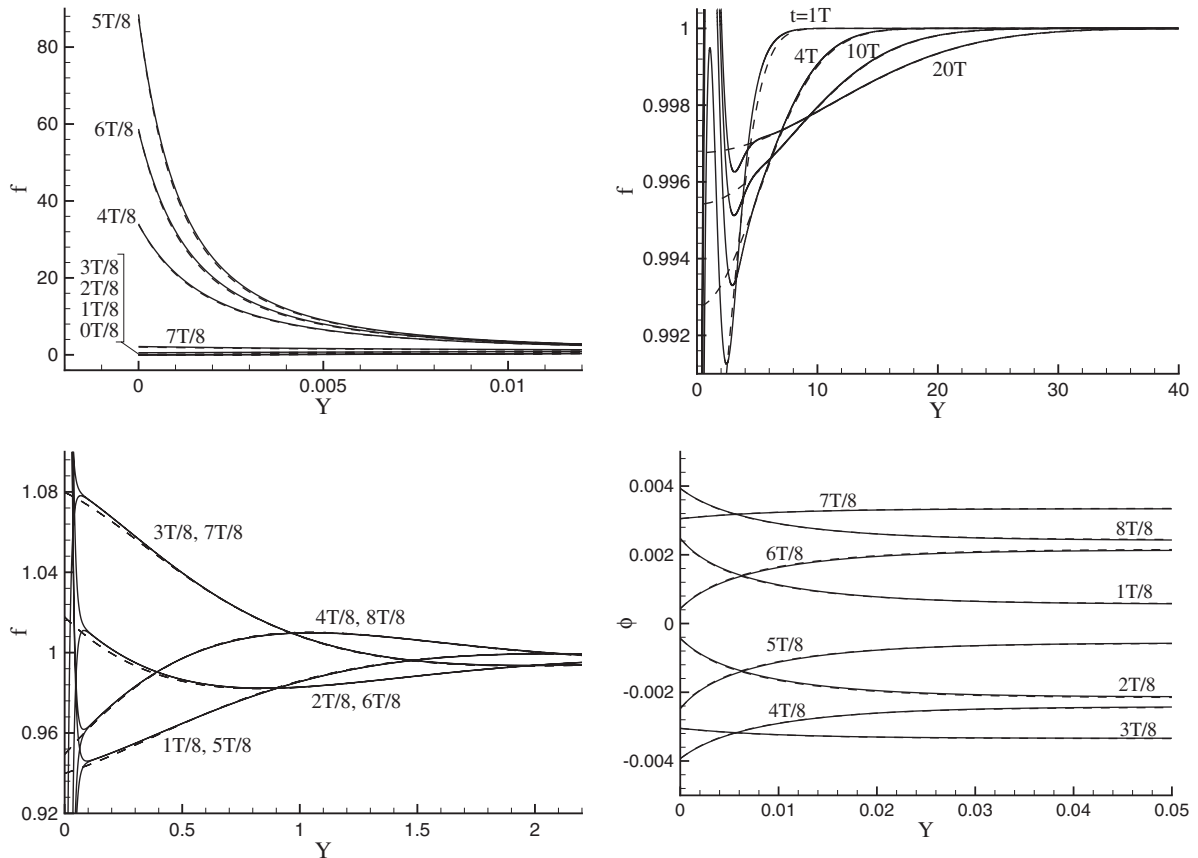 5T/8
80
6T/8
60
f
40
4T/8
3T/8
2T/8
1T/8
0T/8
20
7T/8
0
0
0.005
0.01
Y
1
t=1T
4T
10T
20T
0.998
0.996
f
0.994
0.992
0
10
20
30
40
Y
1.08
3T/8, 7T/8
1.04
f
4T/8, 8T/8
1
2T/8, 6T/8
0.96
1T/8, 5T/8
0.92
0
0.5
1
1.5
2
Y
0.004
7T/8
8T/8
0.002
6T/8
1T/8
ϕ
0
5T/8
-0.002
2T/8
4T/8
3T/8
-0.004
0
0.01
0.02
0.03
0.04
0.05
Y